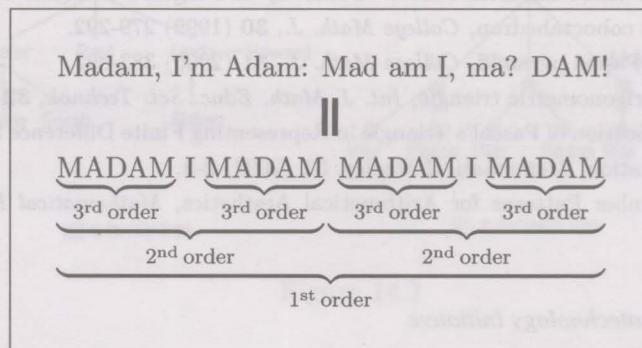 Madam, I'm Adam: Mad am I, ma? DAM!
||
MADAM I MADAM MADAM I MADAM
3rd order 3rd order 3rd order 3rd order
2nd order 2nd order
1st order